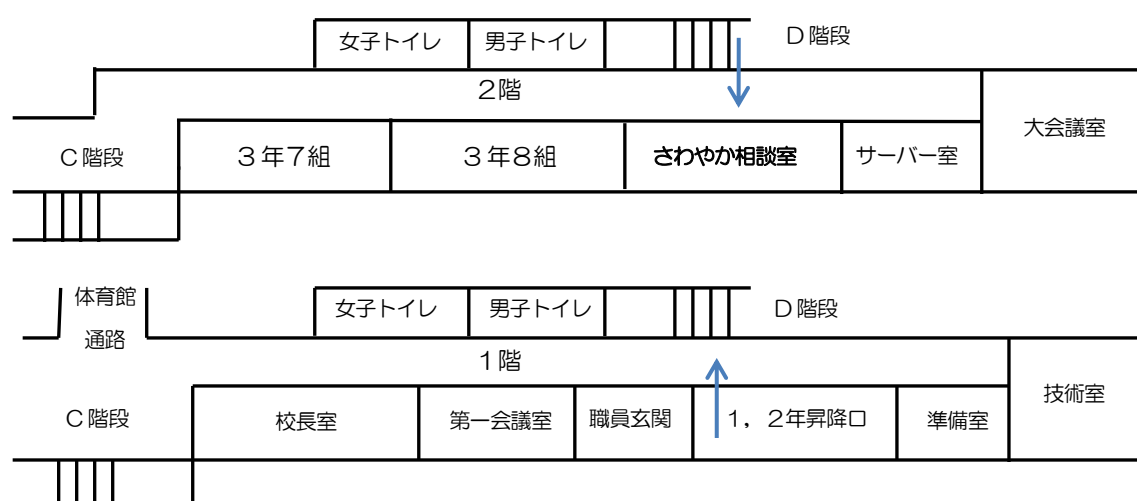 女子トイレ 男子トイレ D階段
2階
大会議室
C階段 3年7組 3年8組 さわやか相談室 サーバー室
体育館
通路
女子トイレ 男子トイレ D階段
1階
技術室
C階段 校長室 第一会議室 職員玄関 1，2年昇降口 準備室